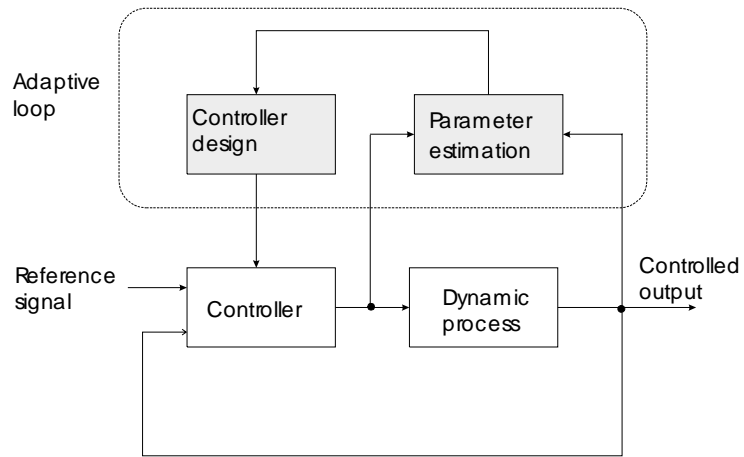 Adaptive
loop
Controller
design
Parameter
estimation
Reference
signal
Controller
Dynamic
process
Controlled
output